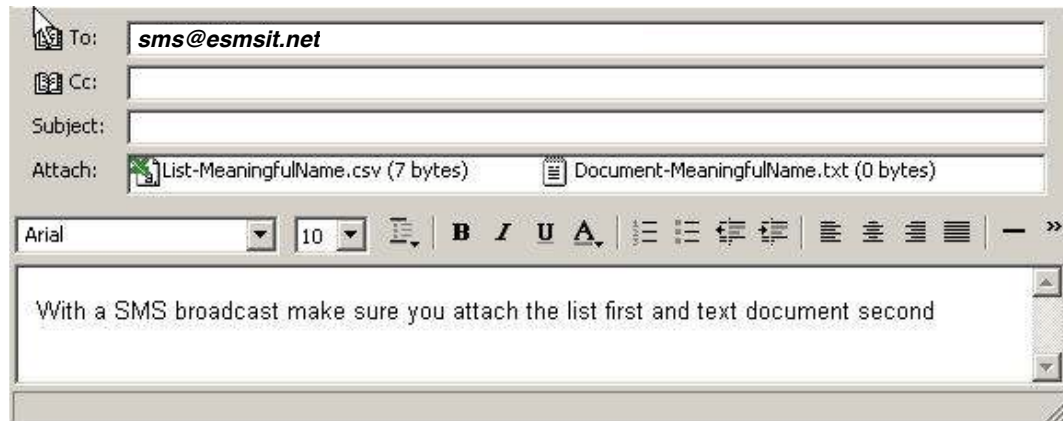 To: sms@esmsit.net
Cc:
Subject:
Attach: List-MeaningfulName.csv (7 bytes) Document-MeaningfulName.txt (0 bytes)
Arial 10 B I U A
With a SMS broadcast make sure you attach the list first and text document second